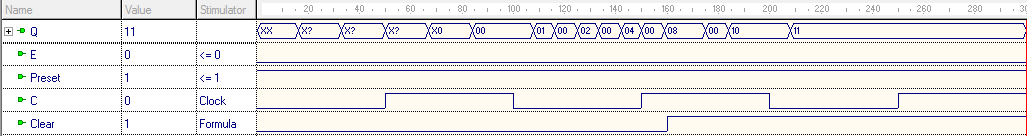 Name Value Stimulator 20 40 60 80 100 120 140 160 180 200 220 240 260 280 30
Q 11 XX X? X? X? X0 00 01 00 02 00 04 00 08 00 10 11
E 0 <= 0
Preset 1 <= 1
C 0 Clock
Clear 1 Formula